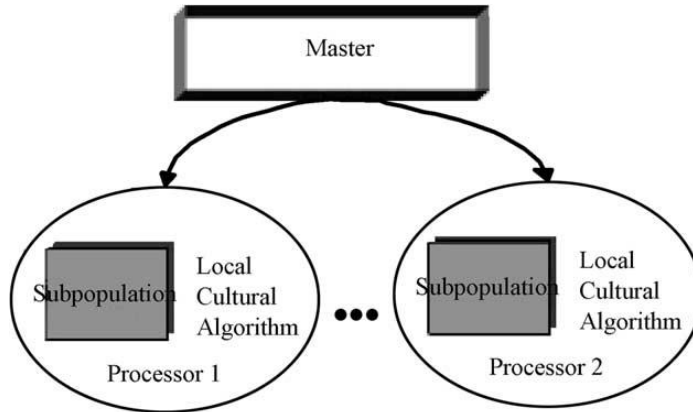 Master
Subpopulation
Local
Cultural
Algorithm
Processor 1
Subpopulation
Local
Cultural
Algorithm
Processor 2